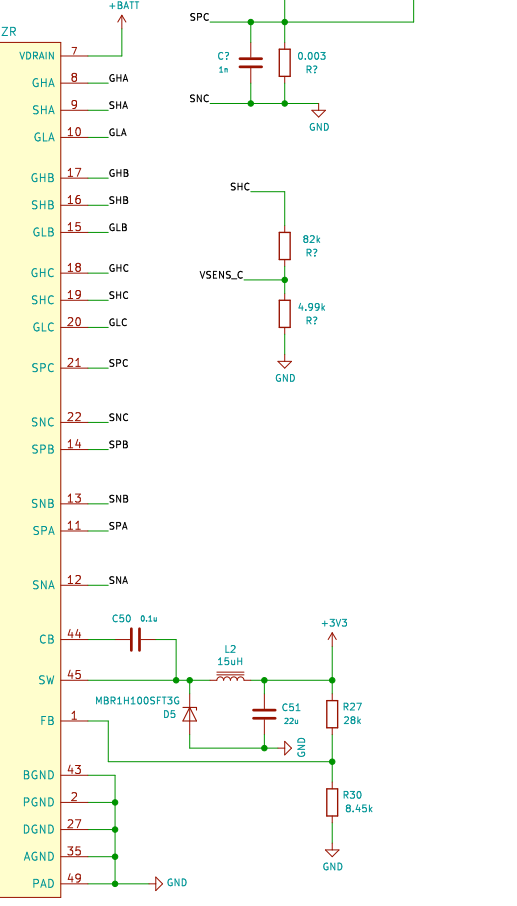 +BATT
SPC
ZR
VDRAIN 7
C? 1n
0.003 R?
GHA 8 GHA
SHA 9 SHA
SNC
GLA 10 GLA
GND
GHB 17 GHB
SHC
SHB 16 SHB
GLB 15 GLB
82k
R?
GHC 18 GHC
VSENS_C
SHC 19 SHC
4.99k
R?
GLC 20 GLC
SPC 21 SPC
GND
SNC 22 SNC
SPB 14 SPB
SNB 13 SNB
SPA 11 SPA
SNA 12 SNA
C50 0.1u
+3V3
CB 44
L2
15uH
SW 45
MBR1H100SFT3G
D5
C51
22u
R27
28k
FB 1
GND
BGND 43
PGND 2
R30
8.45k
DGND 27
AGND 35
GND
PAD 49 GND